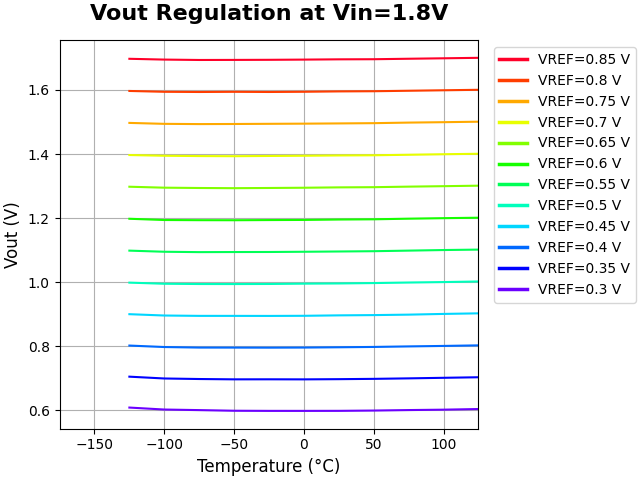 Vout Regulation at Vin=1.8V
Vout (V)
1.6
1.4
1.2
1.0
0.8
0.6
−150
−100
−50
0
50
100
Temperature (°C)
VREF=0.85 V
VREF=0.8 V
VREF=0.75 V
VREF=0.7 V
VREF=0.65 V
VREF=0.6 V
VREF=0.55 V
VREF=0.5 V
VREF=0.45 V
VREF=0.4 V
VREF=0.35 V
VREF=0.3 V